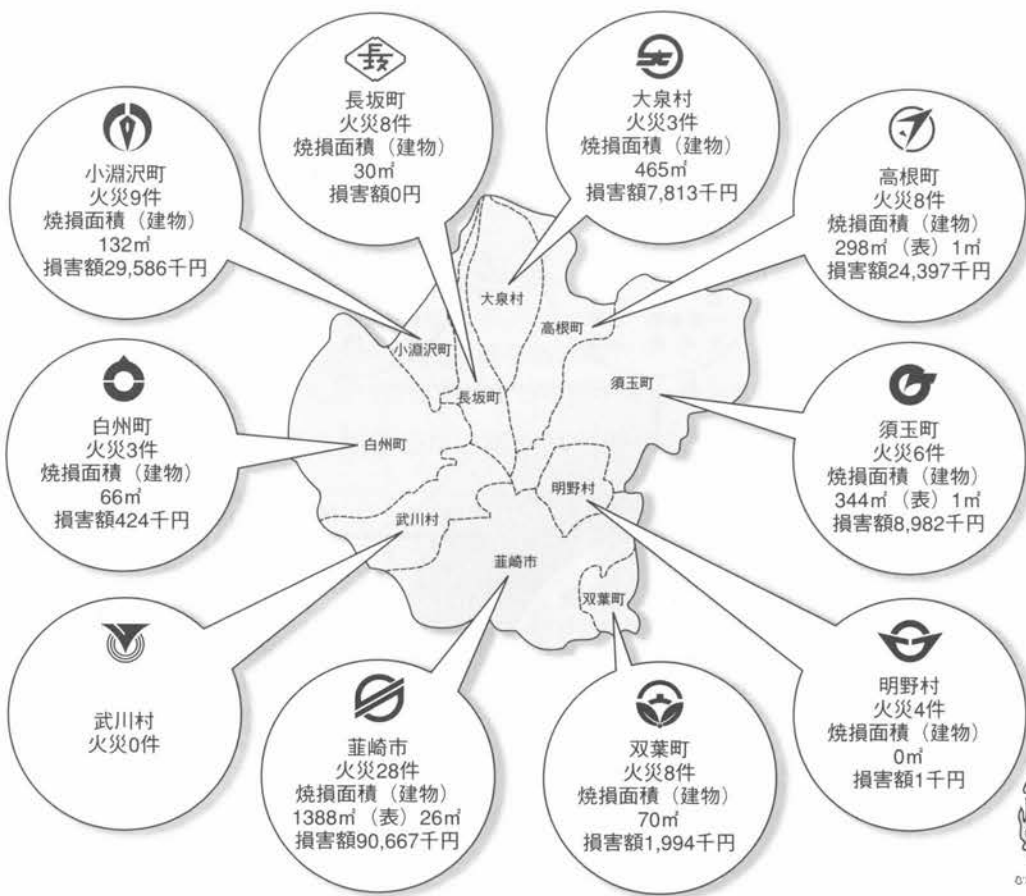 長坂町
火災8件
焼損面積（建物）
30㎡
損害額0円
大泉村
火災3件
焼損面積（建物）
465㎡
損害額7,813千円
小淵沢町
火災9件
焼損面積（建物）
132㎡
損害額29,586千円
高根町
火災8件
焼損面積（建物）
298㎡（表）1㎡
損害額24,397千円
大泉村
高根町
小淵沢町
須玉町
長坂町
白州町
明野村
武川村
韮崎市
双葉町
白州町
火災3件
焼損面積（建物）
66㎡
損害額424千円
須玉町
火災6件
焼損面積（建物）
344㎡（表）1㎡
損害額8,982千円
武川村
火災0件
韮崎市
火災28件
焼損面積（建物）
1388㎡（表）26㎡
損害額90,667千円
双葉町
火災8件
焼損面積（建物）
70㎡
損害額1,994千円
明野村
火災4件
焼損面積（建物）
0㎡
損害額1千円